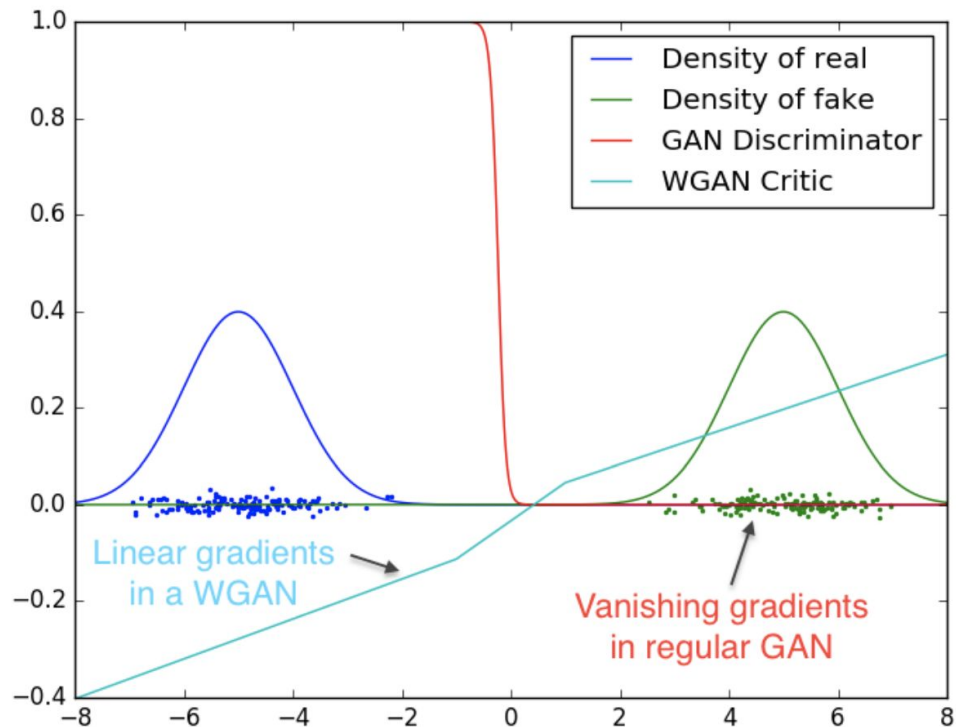 1.0
0.8
0.6
0.4
0.2
0.0
−0.2
−0.4
−8
−6
−4
−2
0
2
4
6
8
Density of real
Density of fake
GAN Discriminator
WGAN Critic
Linear gradients
in a WGAN
Vanishing gradients
in regular GAN